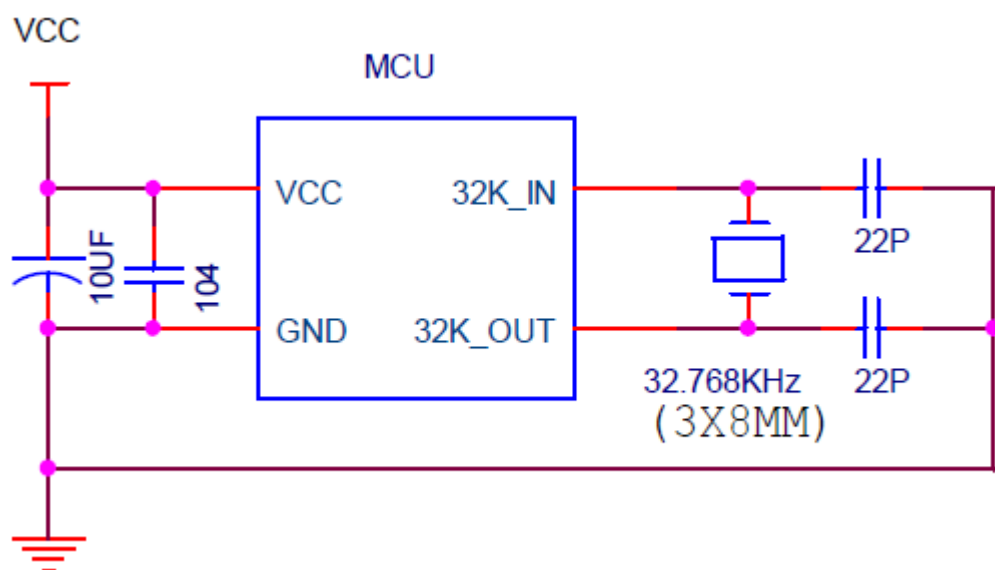 VCC
MCU
VCC
32K_IN
22P
10UF
104
GND
32K_OUT
32.768KHz
22P
(3X8MM)